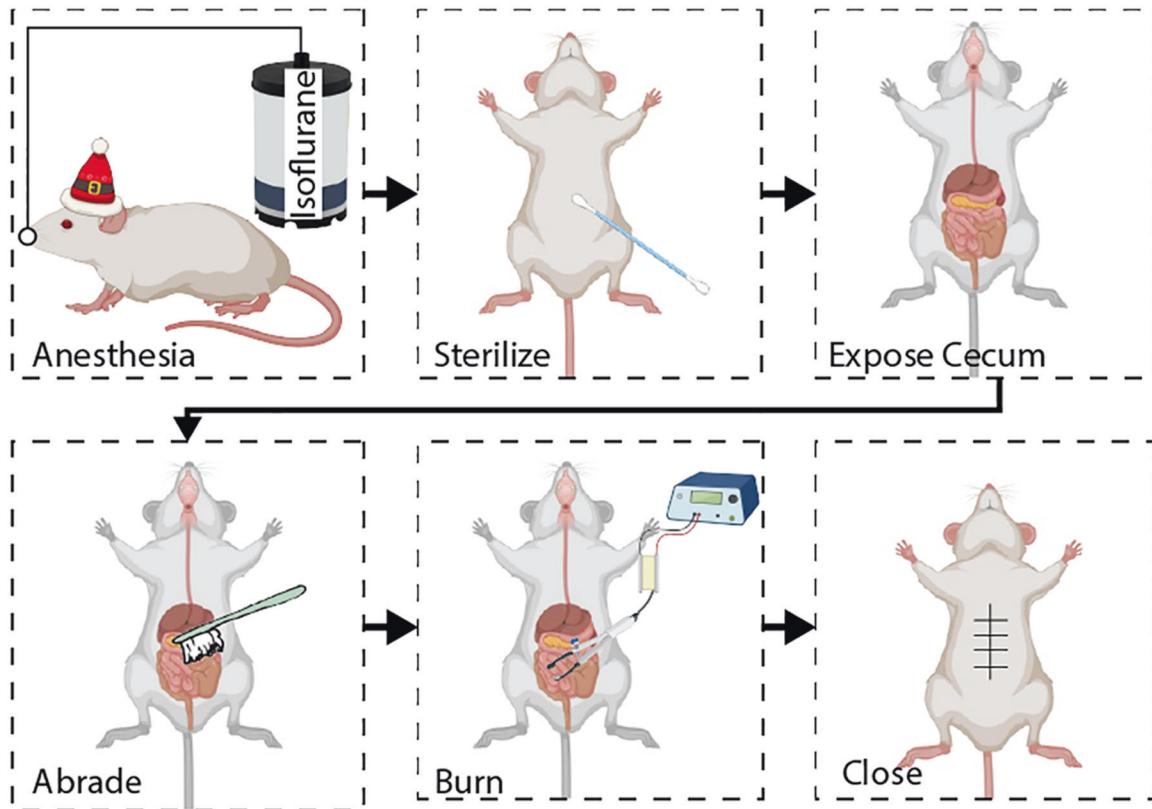 Isoflurane
Anesthesia
Sterilize
Expose Cecum
Abrade
Burn
Close